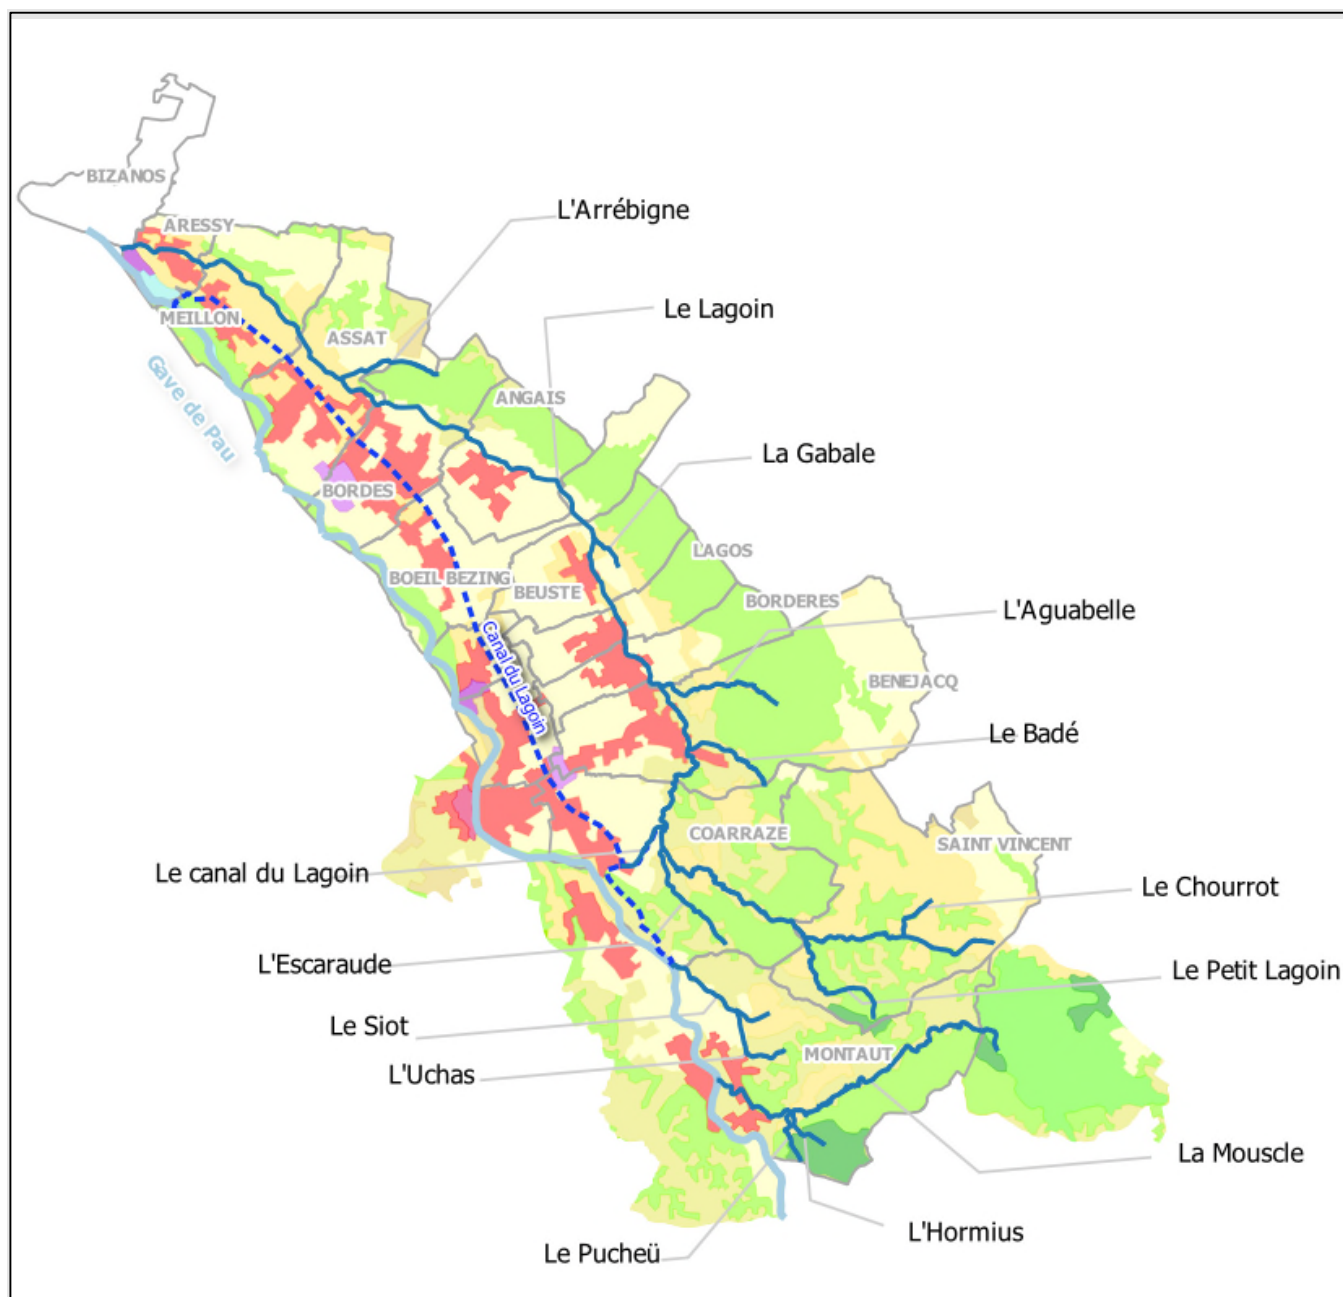 BIZANOS
L'Arrébigne
ARESSY
Le Lagoin
MEILLON
ASSAT
Gave de Pau
ANGAIS
La Gabale
BORDES
LAGOS
BOEIL BEZING
BEUSTE
BORDERES
L'Aguabelle
Canal du Lagoin
BENEJACQ
Le Badé
COARRAZE
SAINT VINCENT
Le canal du Lagoin
Le Chourrot
L'Escaraude
Le Petit Lagoin
Le Siot
MONTAUT
L'Uchas
La Mouscle
L'Hormius
Le Pucheü